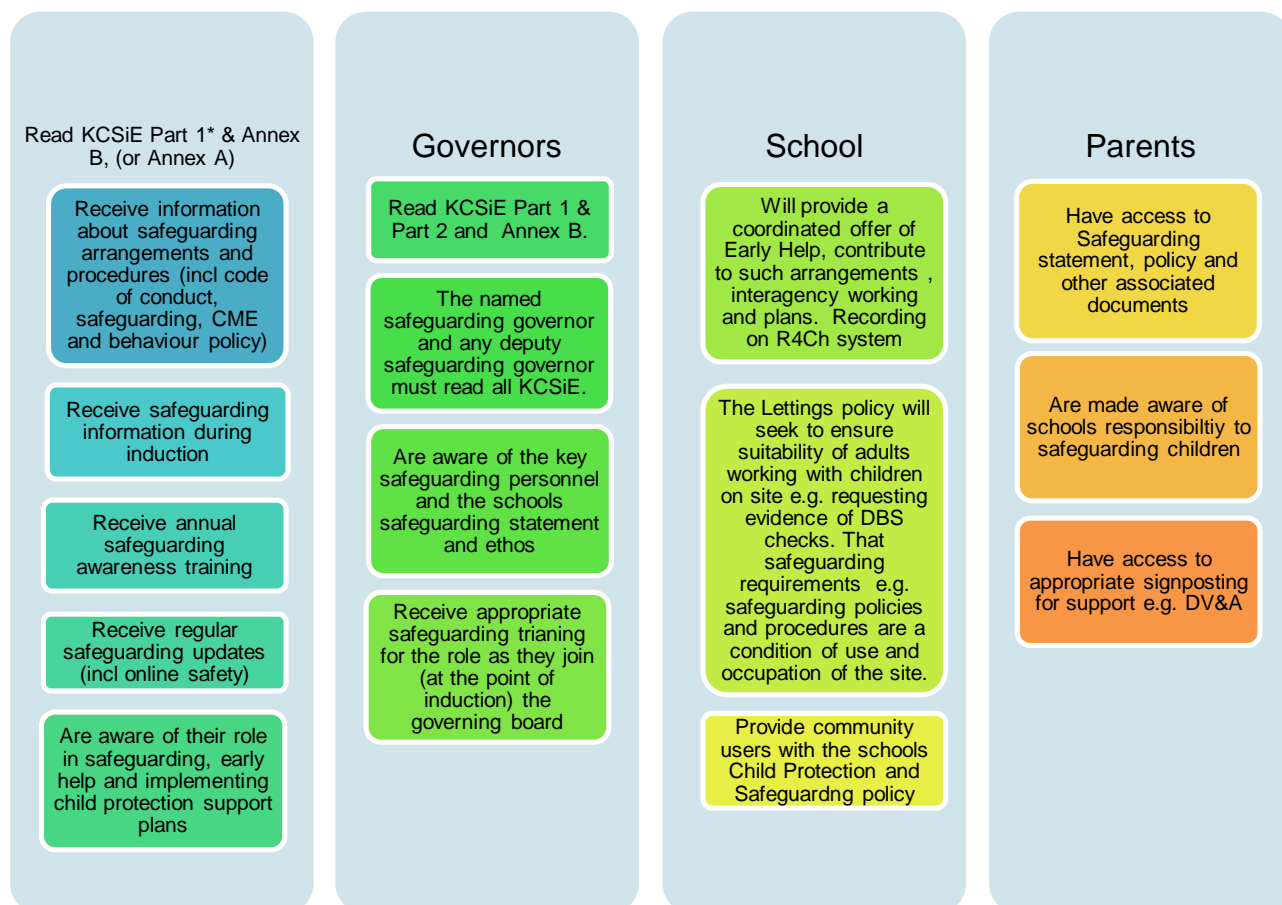 Read KCSiE Part 1* & Annex
B, (or Annex A)
Receive information
about safeguarding
arrangements and
procedures (incl code
of conduct,
safeguarding, CME
and behaviour policy)
Receive safeguarding
information during
induction
Receive annual
safeguarding
awareness training
Receive regular
safeguarding updates
(incl online safety)
Are aware of their role
in safeguarding, early
help and implementing
child protection support
plans
Governors
Read KCSiE Part 1 &
Part 2 and Annex B.
The named
safeguarding governor
and any deputy
safeguarding governor
must read all KCSiE.
Are aware of the key
safeguarding personnel
and the schools
safeguarding statement
and ethos
Receive appropriate
safeguarding trianing
for the role as they join
(at the point of
induction) the
governing board
School
Will provide a
coordinated offer of
Early Help, contribute
to such arrangements ,
interagency working
and plans. Recording
on R4Ch system
The Lettings policy will
seek to ensure
suitability of adults
working with children
on site e.g. requesting
evidence of DBS
checks. That
safeguarding
requirements e.g.
safeguarding policies
and procedures are a
condition of use and
occupation of the site.
Provide community
users with the schools
Child Protection and
Safeguardng policy
Parents
Have access to
Safeguarding
statement, policy and
other associated
documents
Are made aware of
schools responsibiltiy to
safeguarding children
Have access to
appropriate signposting
for support e.g. DV&A